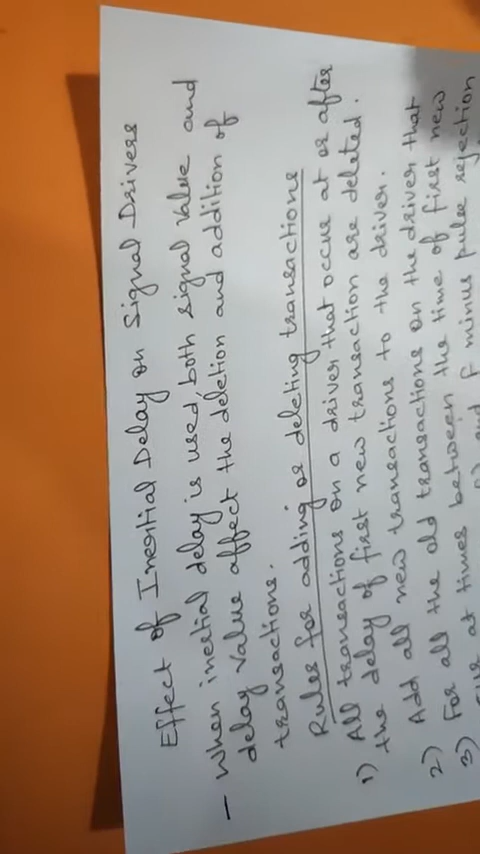 Effect of Inertial Delay on Signal Drivers
— When inertial delay is used, both signal value and
delay value affect the deletion and addition of
transactions.
Rules for adding or deleting transactions
1) All transactions on a driver that occur at or after
the delay of first new transaction are deleted.
2) Add all new transactions to the driver.
3) For all the old transactions on the driver that
at times between the time of first new
and minus pulse rejection